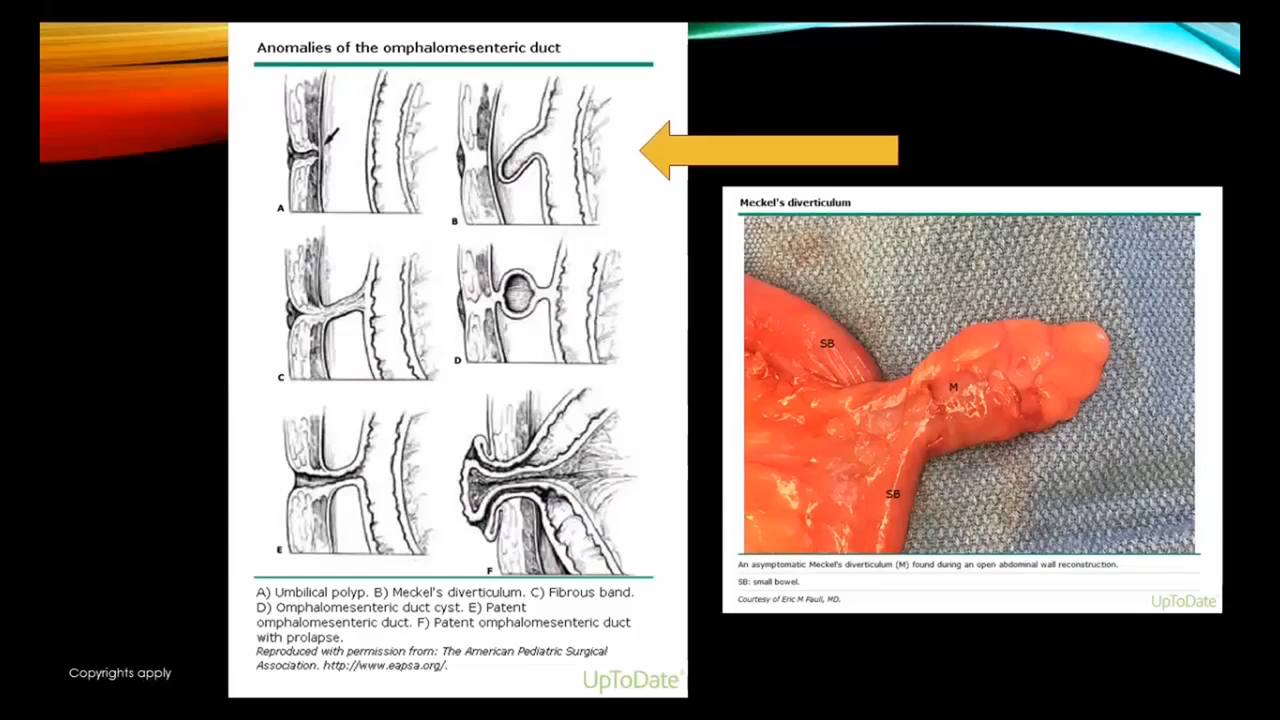 Anomalies of the omphalomesenteric duct
A
B
C
D
E
F
A) Umbilical polyp. B) Meckel's diverticulum. C) Fibrous band.
D) Omphalomesenteric duct cyst. E) Patent
omphalomesenteric duct. F) Patent omphalomesenteric duct
with prolapse.
Reproduced with permission from: The American Pediatric Surgical
Association. http://www.eapsa.org/.
UpToDate®
Meckel's diverticulum
SB
M
SB
An asymptomatic Meckel's diverticulum (M) found during an open abdominal wall reconstruction.
SB: small bowel.
Courtesy of Eric M Pauli, MD.
UpToDate®
Copyrights apply